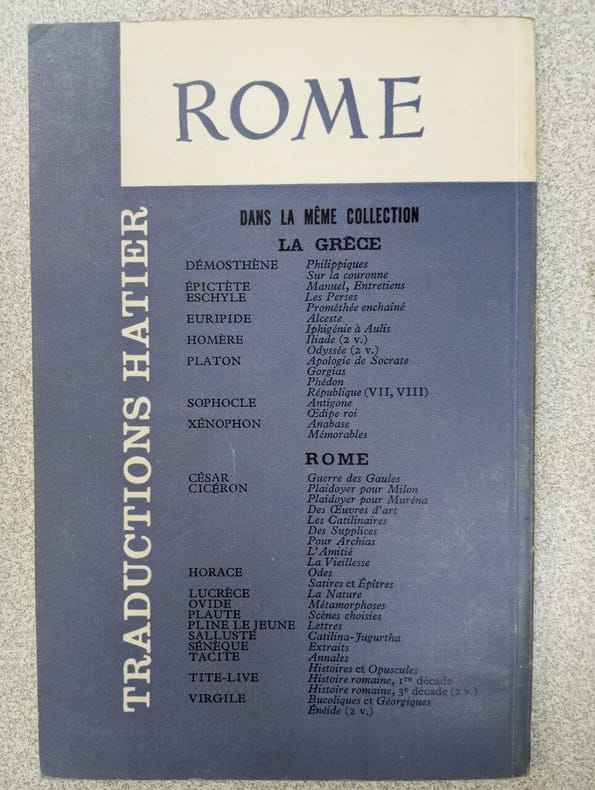 ROME
TRADUCTIONS HATIER
DANS LA MÊME COLLECTION
LA GRÈCE
DÉMOSTHÈNE Philippiques
Sur la couronne
ÉPICTÈTE Manuel, Entretiens
ESCHYLE Les Perses
Prométhée enchaîné
EURIPIDE Alceste
Iphigénie à Aulis
HOMÈRE Iliade (2 v.)
Odyssée (2 v.)
PLATON Apologie de Socrate
Gorgias
Phédon
République (VII, VIII)
SOPHOCLE Antigone
Œdipe roi
XÉNOPHON Anabase
Mémorables
ROME
CÉSAR Guerre des Gaules
CICÉRON Plaidoyer pour Milon
Plaidoyer pour Muréna
Des Œuvres d'art
Les Catilinaires
Des Supplices
Pour Archias
L'Amitié
La Vieillesse
HORACE Odes
Satires et Épîtres
LUCRÈCE La Nature
OVIDE Métamorphoses
PLAUTE Scènes choisies
PLINE LE JEUNE Lettres
SALLUSTE Catilina-Jugurtha
SÉNÈQUE Extraits
TACITE Annales
Histoires et Opuscules
TITE-LIVE Histoire romaine, 1re décade
Histoire romaine, 3e décade (2 v.)
VIRGILE Bucoliques et Géorgiques
Énéide (2 v.)